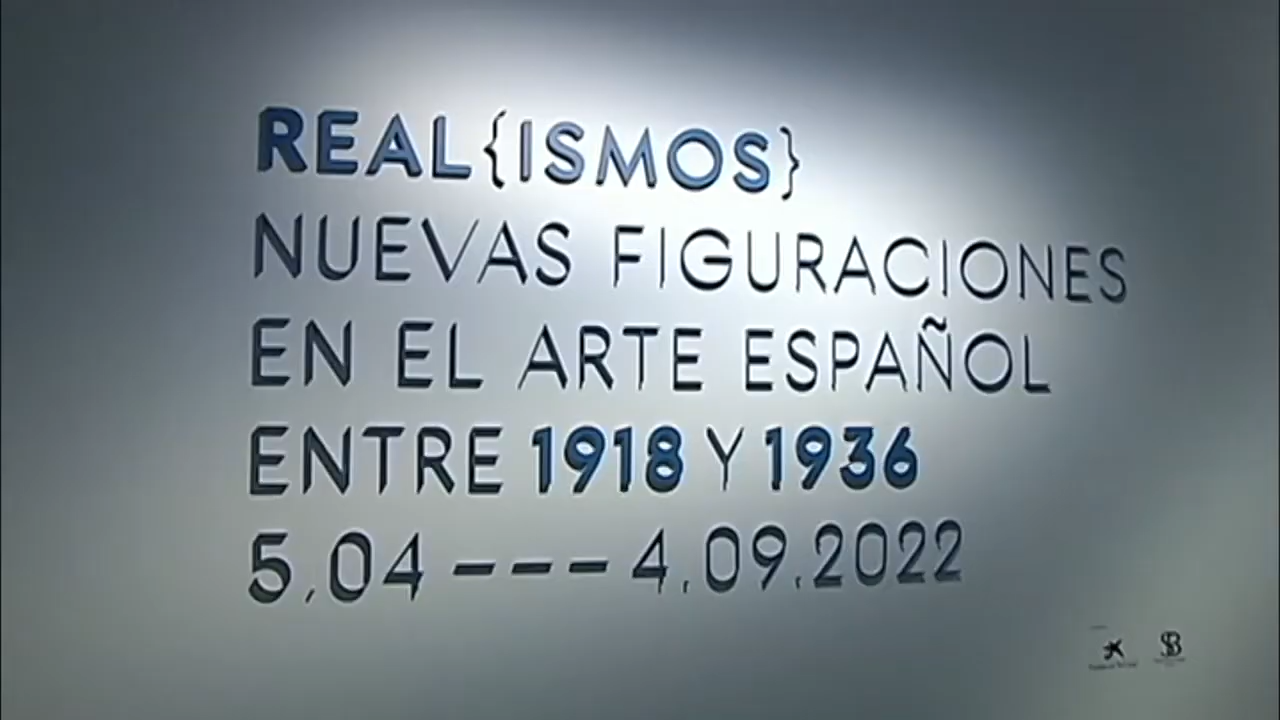 REAL{ISMOS}
NUEVAS FIGURACIONES
EN EL ARTE ESPAÑOL
ENTRE 1918 Y 1936
5.04 --- 4.09.2022